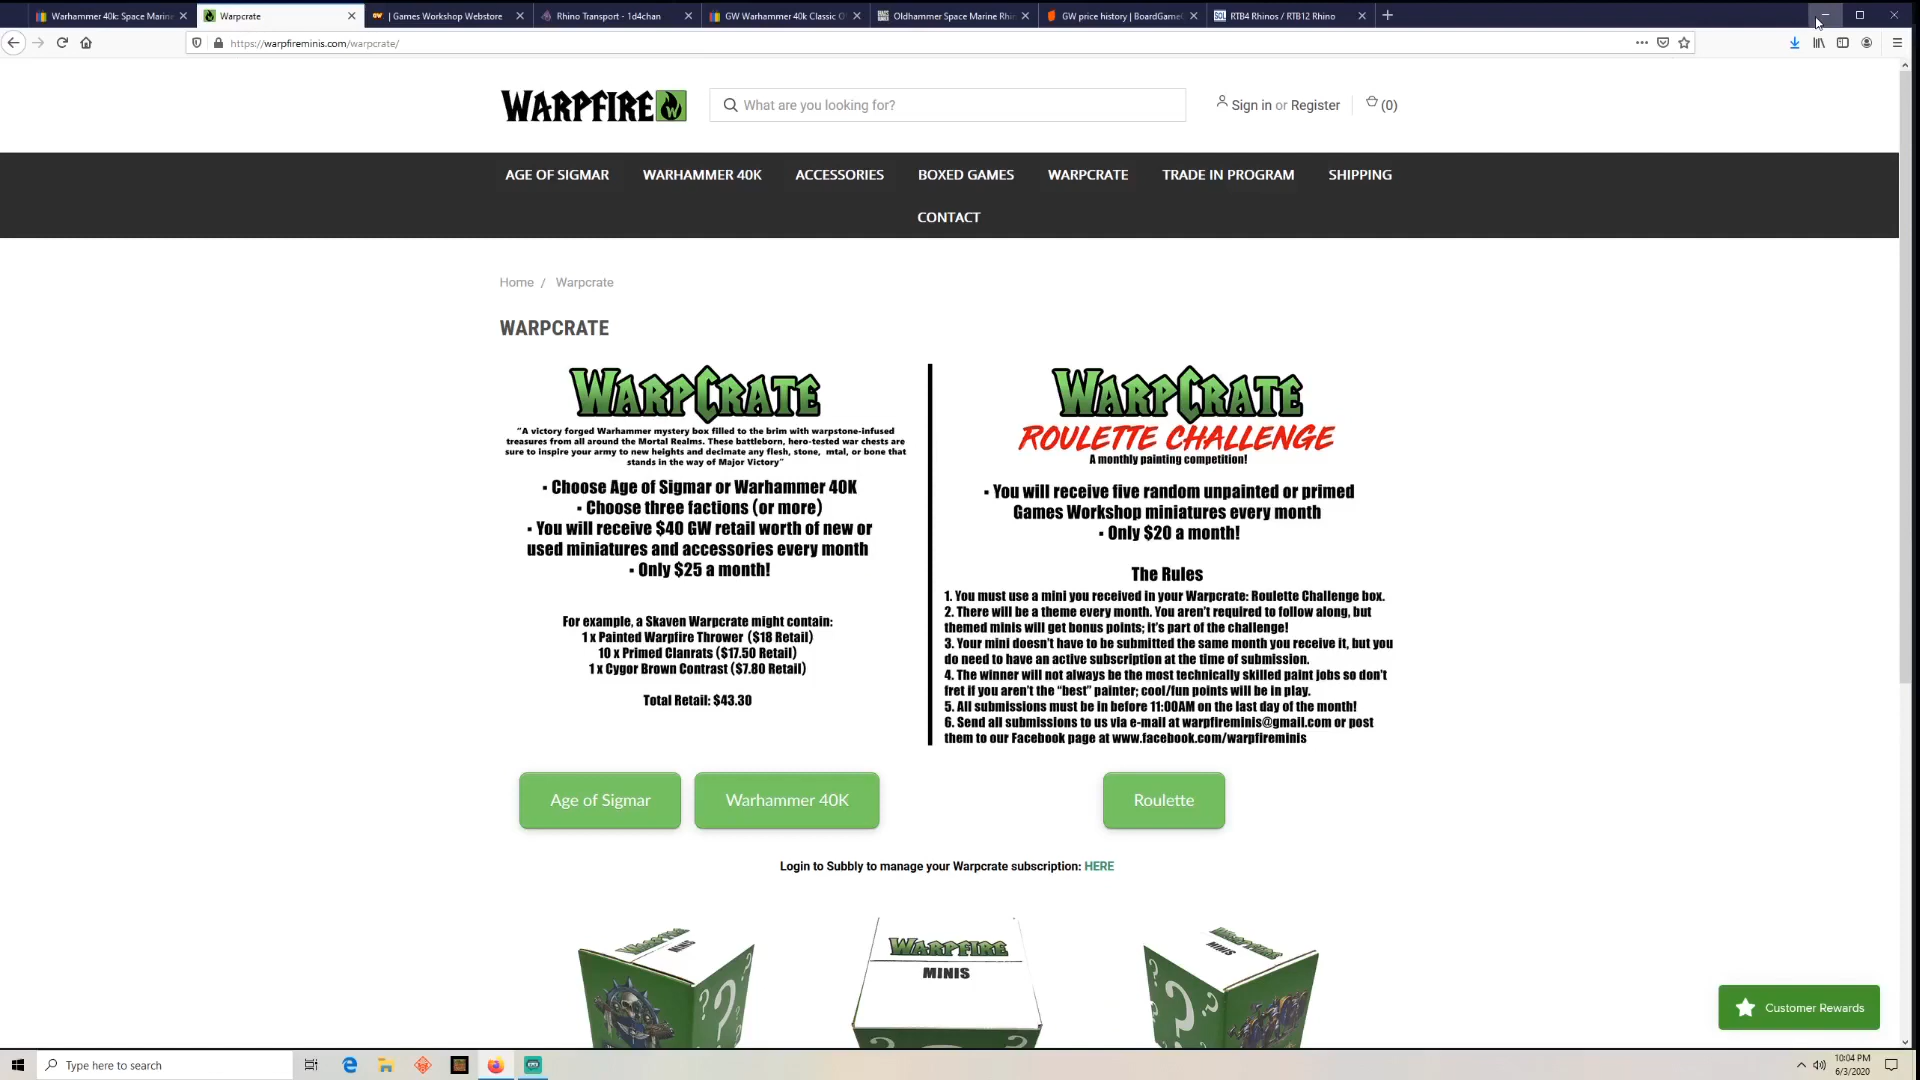 Warhammer 40k: Space Marine
Warpcrate
| Games Workshop Webstore
Rhino Transport - 1d4chan
GW Warhammer 40k Classic O
Oldhammer Space Marine Rhi
GW price history | BoardGame
RTB4 Rhinos / RTB12 Rhino
https://warpfireminis.com/warpcrate/
WARPFIRE
What are you looking for?
Sign in or Register
(0)
AGE OF SIGMAR
WARHAMMER 40K
ACCESSORIES
BOXED GAMES
WARPCRATE
TRADE IN PROGRAM
SHIPPING
CONTACT
Home / Warpcrate
WARPCRATE
WARPCRATE
"A victory forged Warhammer mystery box filled to the brim with warpstone-infused
treasures from all around the Mortal Realms. These battleborn, hero-tested war chests are
sure to inspire your army to new heights and decimate any flesh, stone, mtal, or bone that
stands in the way of Major Victory"
- Choose Age of Sigmar or Warhammer 40K
- Choose three factions (or more)
- You will receive $40 GW retail worth of new or
used miniatures and accessories every month
- Only $25 a month!
For example, a Skaven Warpcrate might contain:
1 x Painted Warpfire Thrower ($18 Retail)
10 x Primed Clanrats ($17.50 Retail)
1 x Cygor Brown Contrast ($7.80 Retail)
Total Retail: $43.30
WARPCRATE
ROULETTE CHALLENGE
A monthly painting competition!
- You will receive five random unpainted or primed
Games Workshop miniatures every month
- Only $20 a month!
The Rules
1. You must use a mini you received in your Warpcrate: Roulette Challenge box.
2. There will be a theme every month. You aren't required to follow along, but
themed minis will get bonus points; it's part of the challenge!
3. Your mini doesn't have to be submitted the same month you receive it, but you
do need to have an active subscription at the time of submission.
4. The winner will not always be the most technically skilled paint jobs so don't
fret if you aren't the "best" painter; cool/fun points will be in play.
5. All submissions must be in before 11:00AM on the last day of the month!
6. Send all submissions to us via e-mail at warpfireminis@gmail.com or post
them to our Facebook page at www.facebook.com/warpfireminis
Age of Sigmar
Warhammer 40K
Roulette
Login to Subbly to manage your Warpcrate subscription: HERE
WARPFIRE
MINIS
WARPFIRE
MINIS
WARPFIRE
MINIS
Customer Rewards
Type here to search
10:04 PM
6/3/2020